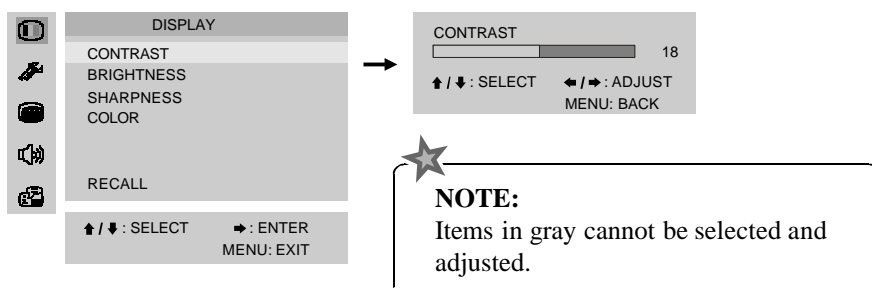 DISPLAY
CONTRAST
BRIGHTNESS
SHARPNESS
COLOR
RECALL
⬆ / ⬇ : SELECT ➡ : ENTER
MENU: EXIT
CONTRAST
18
⬆ / ⬇ : SELECT ⬅ / ➡ : ADJUST
MENU: BACK
NOTE:
Items in gray cannot be selected and
adjusted.